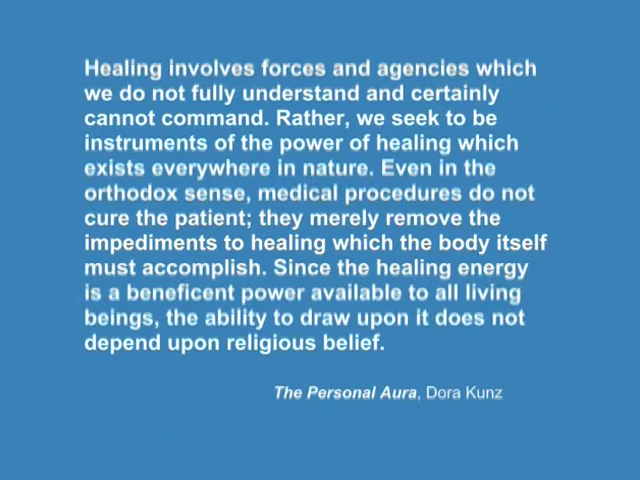 Healing involves forces and agencies which
we do not fully understand and certainly
cannot command. Rather, we seek to be
instruments of the power of healing which
exists everywhere in nature. Even in the
orthodox sense, medical procedures do not
cure the patient; they merely remove the
impediments to healing which the body itself
must accomplish. Since the healing energy
is a beneficent power available to all living
beings, the ability to draw upon it does not
depend upon religious belief.
The Personal Aura, Dora Kunz